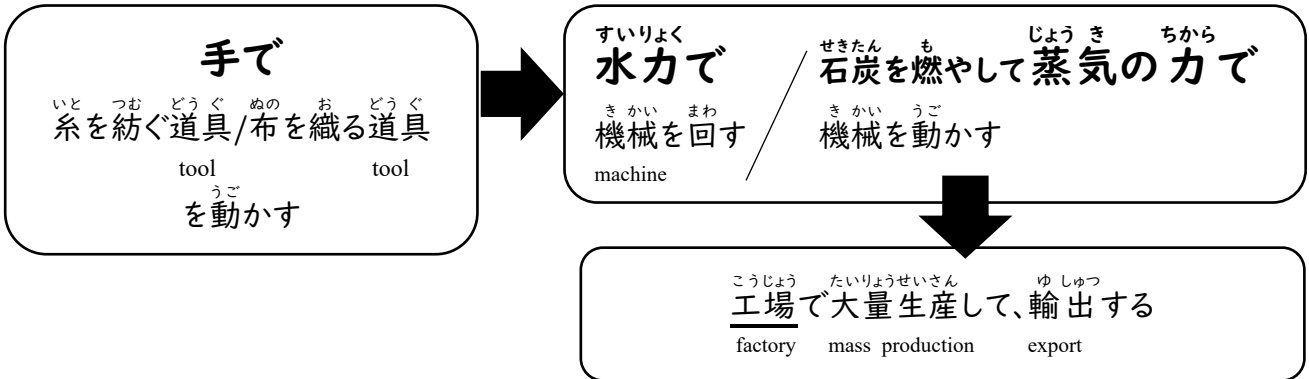 手で
いと つむ どうぐ ぬの お どうぐ
糸を紡ぐ道具/布を織る道具
tool tool
うご
を動かす
すいりょく
水力で
き かい まわ
機械を回す
machine
/
せきたん も じょう き ちから
石炭を燃やして蒸気の力で
き かい うご
機械を動かす
こうじょう たいりょうせいさん ゆ しゅつ
工場で大量生産して、輸出する
factory mass production export